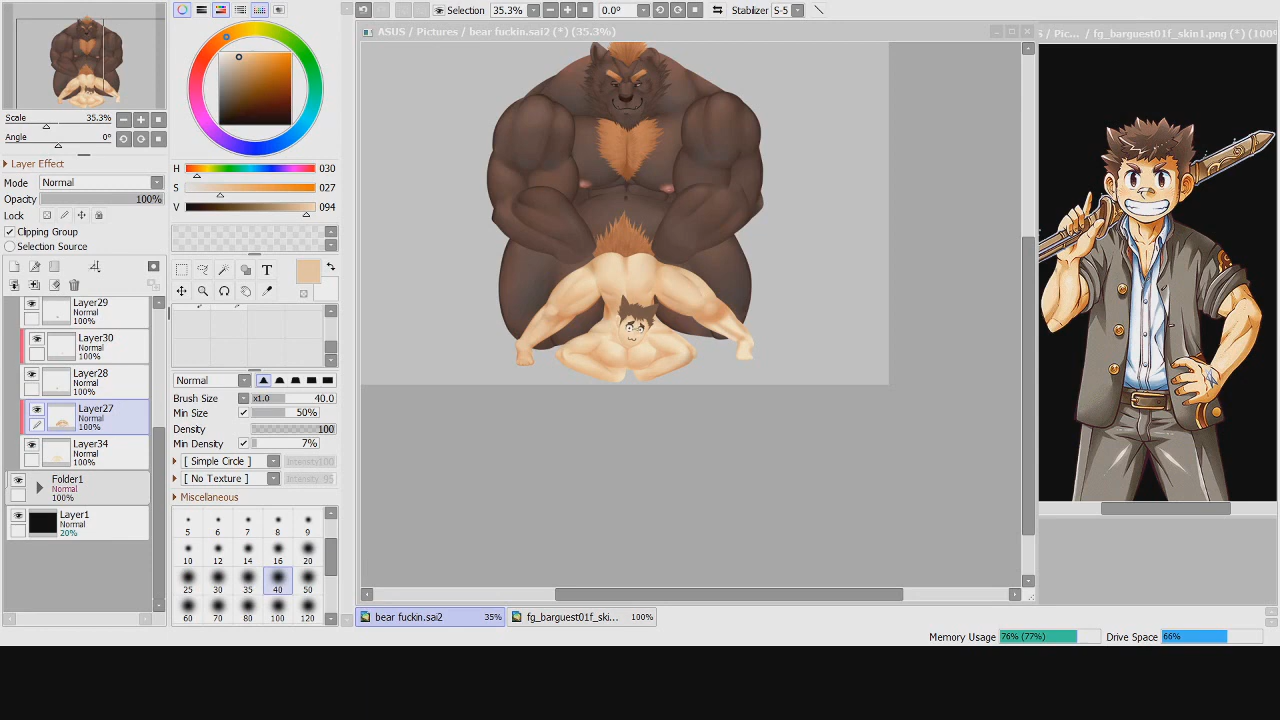 Selection 35.3% 0.0° Stabilizer S-5
ASUS / Pictures / bear fuckin.sai2 (*) (35.3%)
fg_barguest01f_skin1.png (*) (100%
Scale 35.3%
Angle 0°
Layer Effect
Mode Normal
Opacity 100%
Lock
Clipping Group
Selection Source
Layer29
Normal
100%
Layer30
Normal
100%
Layer28
Normal
100%
Layer27
Normal
100%
Layer34
Normal
100%
Folder1
Normal
100%
Layer1
Normal
20%
H 030
S 027
V 094
T
Normal
Brush Size x1.0 40.0
Min Size 50%
Density 100
Min Density 7%
[ Simple Circle ] Intensity 100
[ No Texture ] Intensity 95
Miscellaneous
5 6 7 8 9
10 12 14 16 20
25 30 35 40 50
60 70 80 100 120
bear fuckin.sai2 35% fg_barguest01f_ski... 100%
Memory Usage 76% (77%) Drive Space 66%